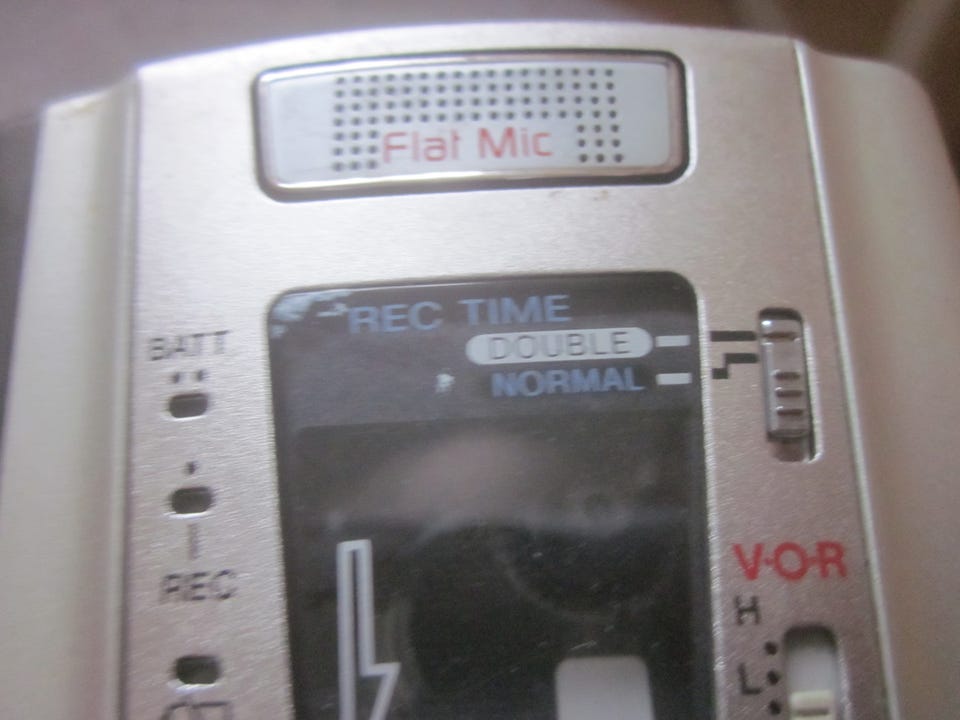 Flat Mic
REC TIME
DOUBLE
NORMAL
BATT
REC
V·O·R
H
L